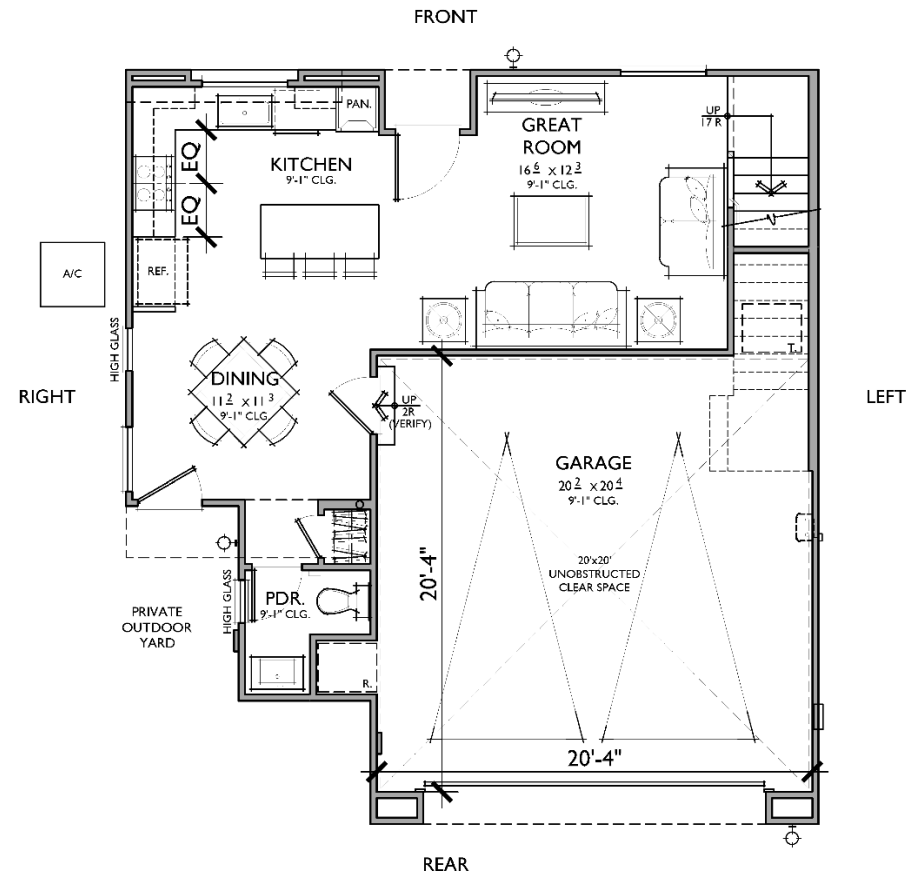 FRONT
PAN.
UP
17 R
GREAT
ROOM
16 6 x 12 3
9'-1" CLG.
EQ
KITCHEN
9'-1" CLG.
EQ
REF.
A/C
HIGH GLASS
RIGHT
DINING
11 2 x 11 3
9'-1" CLG.
UP
2R
(VERIFY)
T.
LEFT
GARAGE
20 2 x 20 4
9'-1" CLG.
20'-4"
20'x20'
UNOBSTRUCTED
CLEAR SPACE
HIGH GLASS
PDR.
9'-1" CLG.
PRIVATE
OUTDOOR
YARD
R.
20'-4"
REAR